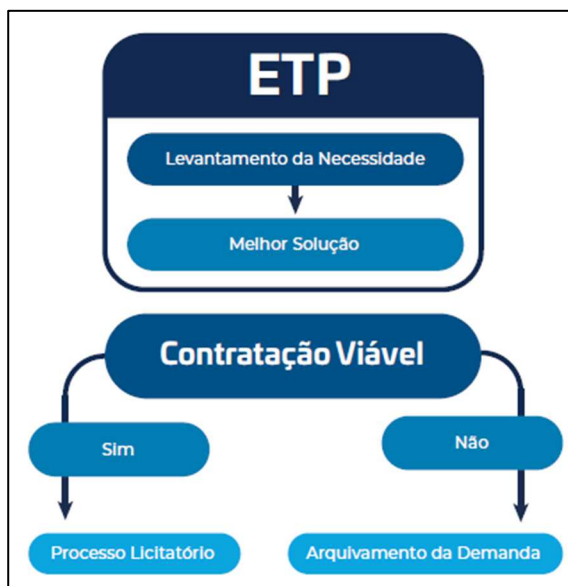 ETP
Levantamento da Necessidade
Melhor Solução
Contratação Viável
Sim
Não
Processo Licitatório
Arquivamento da Demanda